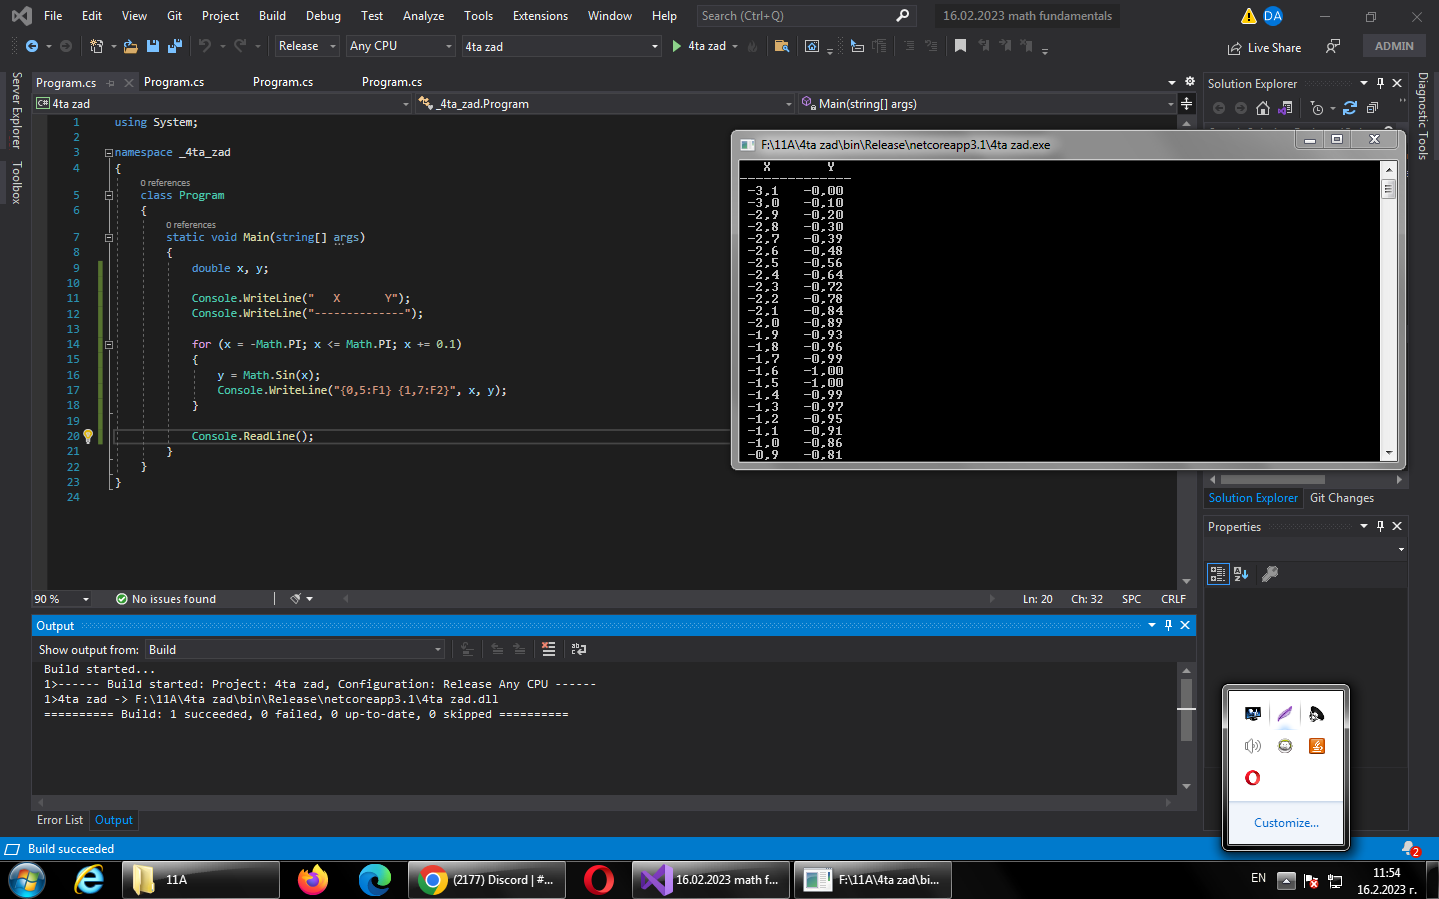 File Edit View Git Project Build Debug Test Analyze Tools Extensions Window Help Search (Ctrl+Q) 16.02.2023 math fundamentals DA
Release Any CPU 4ta zad 4ta zad Live Share ADMIN
Server Explorer
Toolbox
Program.cs Program.cs Program.cs Program.cs
C# 4ta zad _4ta_zad.Program Main(string[] args)
1 using System;
2
3 namespace _4ta_zad
4 {
0 references
5 class Program
6 {
0 references
7 static void Main(string[] args)
8 {
9 double x, y;
10
11 Console.WriteLine("   X       Y");
12 Console.WriteLine("--------------");
13
14 for (x = -Math.PI; x <= Math.PI; x += 0.1)
15 {
16 y = Math.Sin(x);
17 Console.WriteLine("{0,5:F1} {1,7:F2}", x, y);
18 }
19
20 Console.ReadLine();
21 }
22 }
23 }
24
90 % No issues found Ln: 20 Ch: 32 SPC CRLF
F:\11A\4ta zad\bin\Release\netcoreapp3.1\4ta zad.exe
X Y
--------------
-3,1 -0,00
-3,0 -0,10
-2,9 -0,20
-2,8 -0,30
-2,7 -0,39
-2,6 -0,48
-2,5 -0,56
-2,4 -0,64
-2,3 -0,72
-2,2 -0,78
-2,1 -0,84
-2,0 -0,89
-1,9 -0,93
-1,8 -0,96
-1,7 -0,99
-1,6 -1,00
-1,5 -1,00
-1,4 -0,99
-1,3 -0,97
-1,2 -0,95
-1,1 -0,91
-1,0 -0,86
-0,9 -0,81
Solution Explorer
Diagnostic Tools
Solution Explorer Git Changes
Properties
Output
Show output from: Build
Build started...
1>------ Build started: Project: 4ta zad, Configuration: Release Any CPU ------
1>4ta zad -> F:\11A\4ta zad\bin\Release\netcoreapp3.1\4ta zad.dll
========== Build: 1 succeeded, 0 failed, 0 up-to-date, 0 skipped ==========
Error List Output
Customize...
Build succeeded 2
11A (2177) Discord | #... 16.02.2023 math f... F:\11A\4ta zad\bi... EN 11:54
16.2.2023 г.